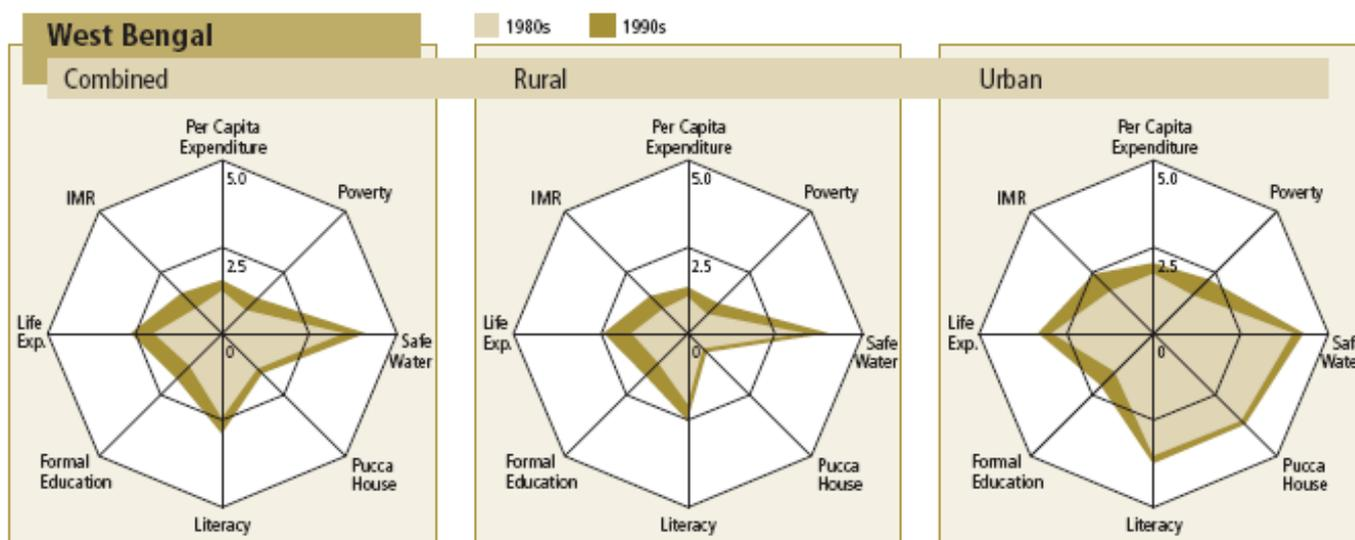 West Bengal
1980s
1990s
Combined
Rural
Urban
Per Capita
Expenditure
5.0
Poverty
IMR
2.5
Life
Exp.
0
Safe
Water
Formal
Education
Pucca
House
Literacy
Per Capita
Expenditure
5.0
Poverty
IMR
2.5
Life
Exp.
0
Safe
Water
Formal
Education
Pucca
House
Literacy
Per Capita
Expenditure
5.0
Poverty
IMR
2.5
Life
Exp.
0
Saf
Wate
Formal
Education
Pucca
House
Literacy